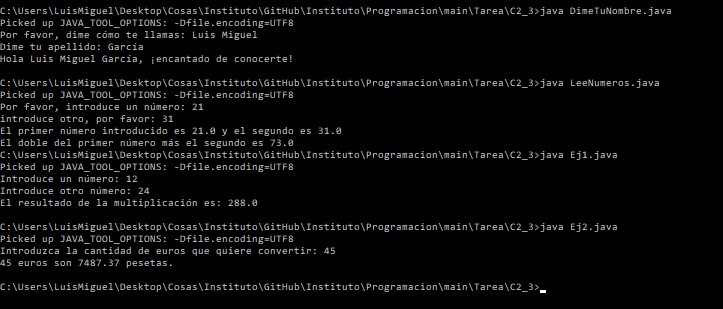 C:\Users\LuisMiguel\Desktop\Cosas\Instituto\GitHub\Instituto\Programacion\main\Tarea\C2_3>java DimeTuNombre.java
Picked up JAVA_TOOL_OPTIONS: -Dfile.encoding=UTF8
Por favor, dime cómo te llamas: Luis Miguel
Dime tu apellido: García
Hola Luis Miguel García, ¡encantado de conocerte!
C:\Users\LuisMiguel\Desktop\Cosas\Instituto\GitHub\Instituto\Programacion\main\Tarea\C2_3>java LeeNumeros.java
Picked up JAVA_TOOL_OPTIONS: -Dfile.encoding=UTF8
Por favor, introduce un número: 21
introduce otro, por favor: 31
El primer número introducido es 21.0 y el segundo es 31.0
El doble del primer número más el segundo es 73.0
C:\Users\LuisMiguel\Desktop\Cosas\Instituto\GitHub\Instituto\Programacion\main\Tarea\C2_3>java Ej1.java
Picked up JAVA_TOOL_OPTIONS: -Dfile.encoding=UTF8
Introduce un número: 12
Introduce otro número: 24
El resultado de la multiplicación es: 288.0
C:\Users\LuisMiguel\Desktop\Cosas\Instituto\GitHub\Instituto\Programacion\main\Tarea\C2_3>java Ej2.java
Picked up JAVA_TOOL_OPTIONS: -Dfile.encoding=UTF8
Introduzca la cantidad de euros que quiere convertir: 45
45 euros son 7487.37 pesetas.
C:\Users\LuisMiguel\Desktop\Cosas\Instituto\GitHub\Instituto\Programacion\main\Tarea\C2_3>